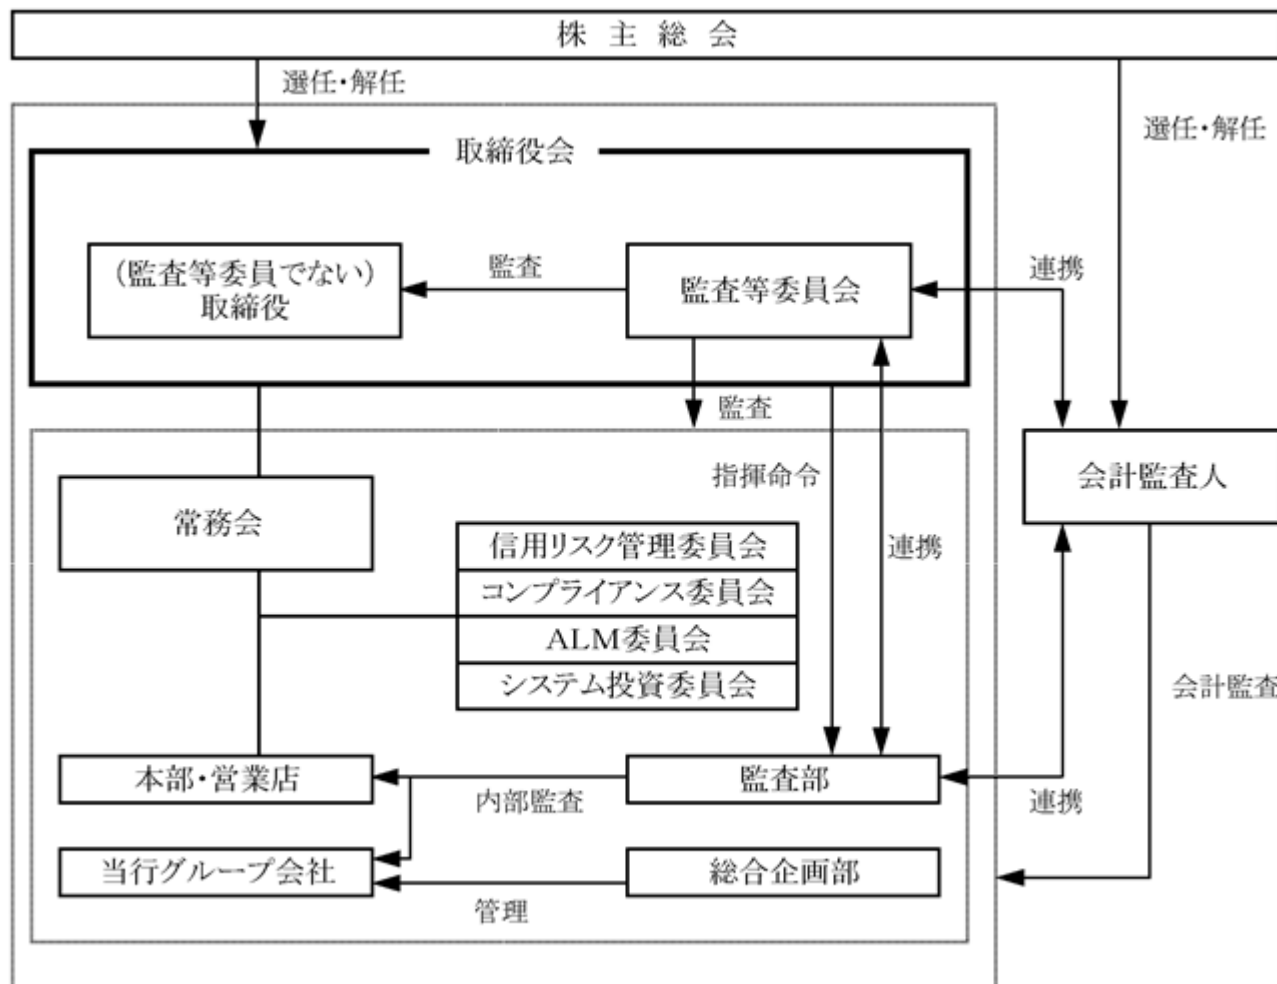 株主総会
選任・解任
選任・解任
取締役会
（監査等委員でない）
取締役
監査
監査等委員会
連携
監査
指揮命令
連携
会計監査人
常務会
信用リスク管理委員会
コンプライアンス委員会
ALM委員会
システム投資委員会
会計監査
本部・営業店
内部監査
監査部
連携
当行グループ会社
管理
総合企画部